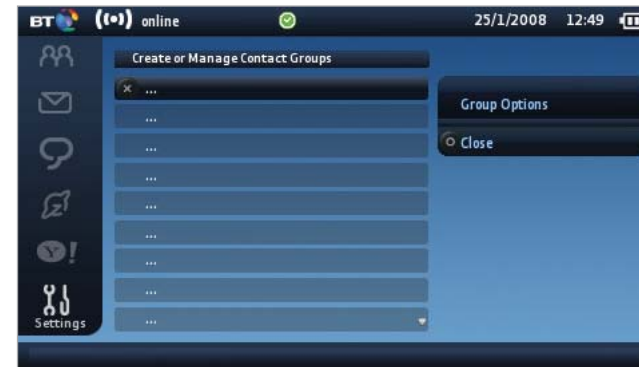 BT ((•)) online 25/1/2008 12:49
Create or Manage Contact Groups
x ...
...
...
...
...
...
...
...
...
Group Options
Close
Y!
Settings